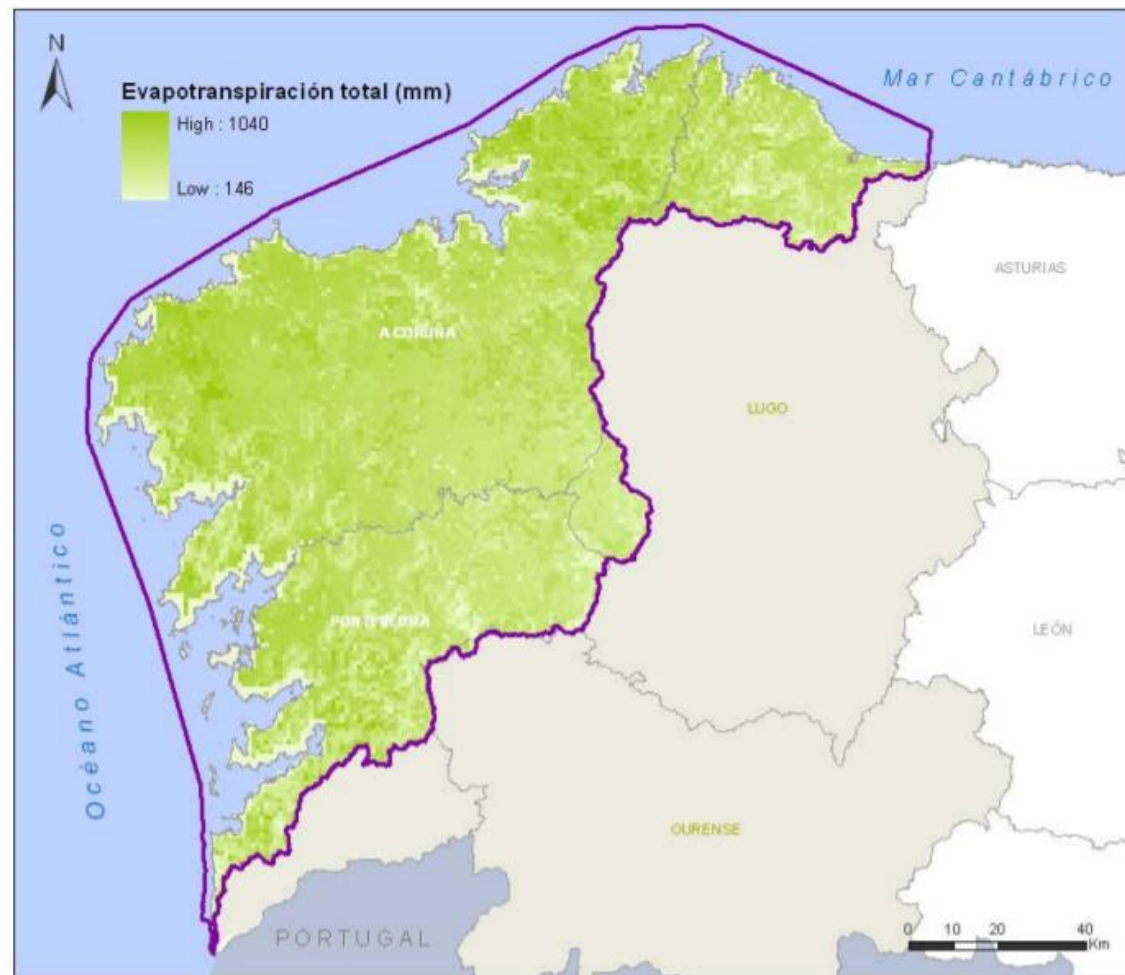 N
Evapotranspiración total (mm)
High : 1040
Low : 146
Mar Cantábrico
ASTURIAS
A CORUÑA
LUGO
Océano Atlántico
PONTEVEDRA
LEÓN
OURENSE
PORTUGAL
0 10 20 40
Km